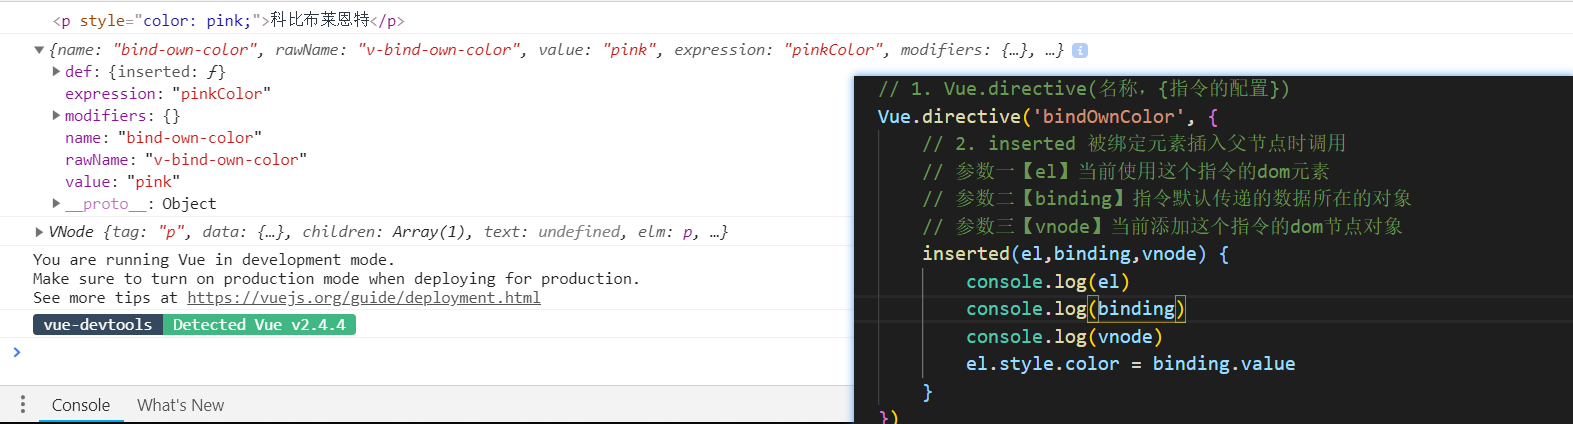 <p style="color: pink;">科比布莱恩特</p>
▼{name: "bind-own-color", rawName: "v-bind-own-color", value: "pink", expression: "pinkColor", modifiers: {…}, …} i
▶def: {inserted: ƒ}
expression: "pinkColor"
▶modifiers: {}
name: "bind-own-color"
rawName: "v-bind-own-color"
value: "pink"
▶__proto__: Object
▶VNode {tag: "p", data: {…}, children: Array(1), text: undefined, elm: p, …}
You are running Vue in development mode.
Make sure to turn on production mode when deploying for production.
See more tips at https://vuejs.org/guide/deployment.html
vue-devtools Detected Vue v2.4.4
>
Console What's New
// 1. Vue.directive(名称，{指令的配置})
Vue.directive('bindOwnColor', {
// 2. inserted 被绑定元素插入父节点时调用
// 参数一【el】当前使用这个指令的dom元素
// 参数二【binding】指令默认传递的数据所在的对象
// 参数三【vnode】当前添加这个指令的dom节点对象
inserted(el,binding,vnode) {
console.log(el)
console.log(binding)
console.log(vnode)
el.style.color = binding.value
}
})